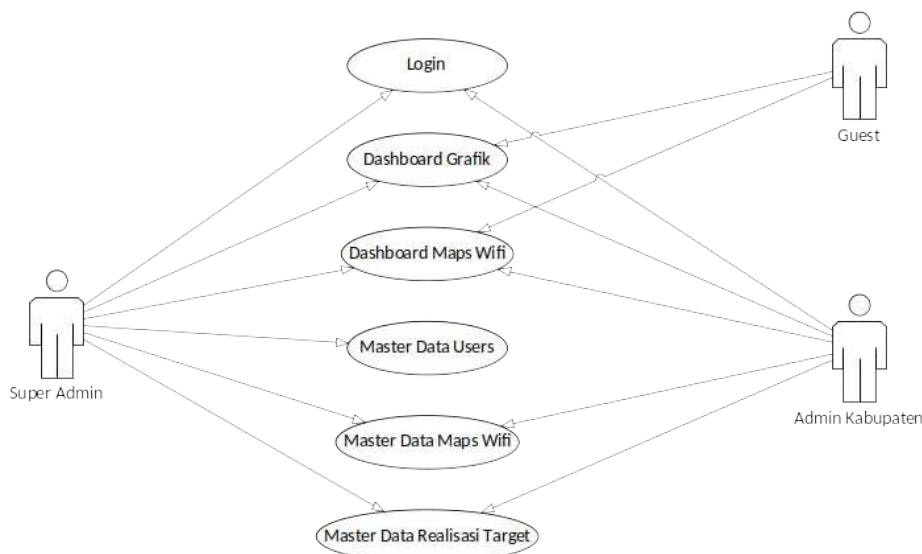 Login
Guest
Dashboard Grafik
Dashboard Maps Wifi
Master Data Users
Super Admin
Admin Kabupaten
Master Data Maps Wifi
Master Data Realisasi Target